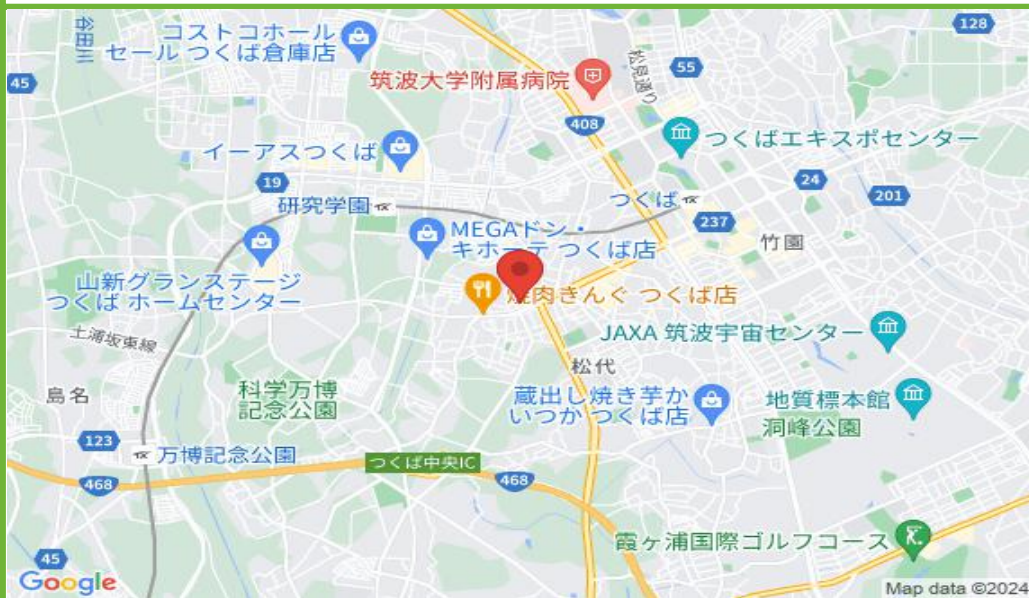 128
谷田川
コストコホール
セール つくば倉庫店
55
45
筑波大学附属病院
松見通り
408
つくばエキスポセンター
イーアスつくば
19
24
201
研究学園
つくば
237
MEGAドン・
キホーテ つくば店
竹園
山新グランステージ
つくば ホームセンター
焼肉きんぐ つくば店
JAXA 筑波宇宙センター
土浦坂東線
松代
島名
科学万博
記念公園
蔵出し焼き芋か
いつか つくば店
地質標本館
洞峰公園
123
万博記念公園
つくば中央IC
468
468
霞ヶ浦国際ゴルフコース
45
Google
Map data ©2024